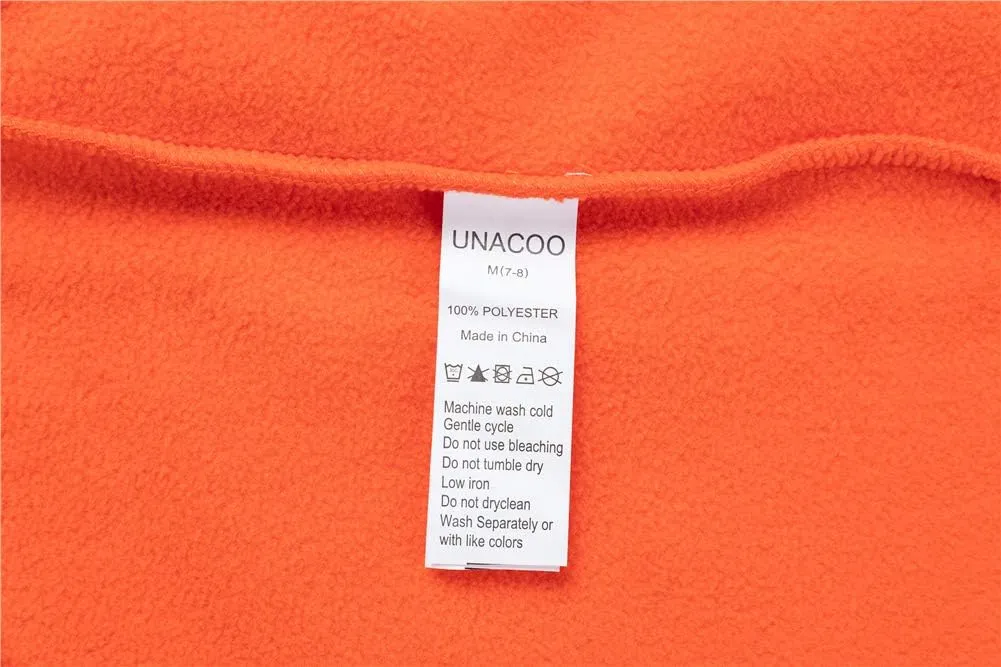 UNACOO
M(7-8)
100% POLYESTER
Made in China
Machine wash cold
Gentle cycle
Do not use bleaching
Do not tumble dry
Low iron
Do not dryclean
Wash Separately or
with like colors